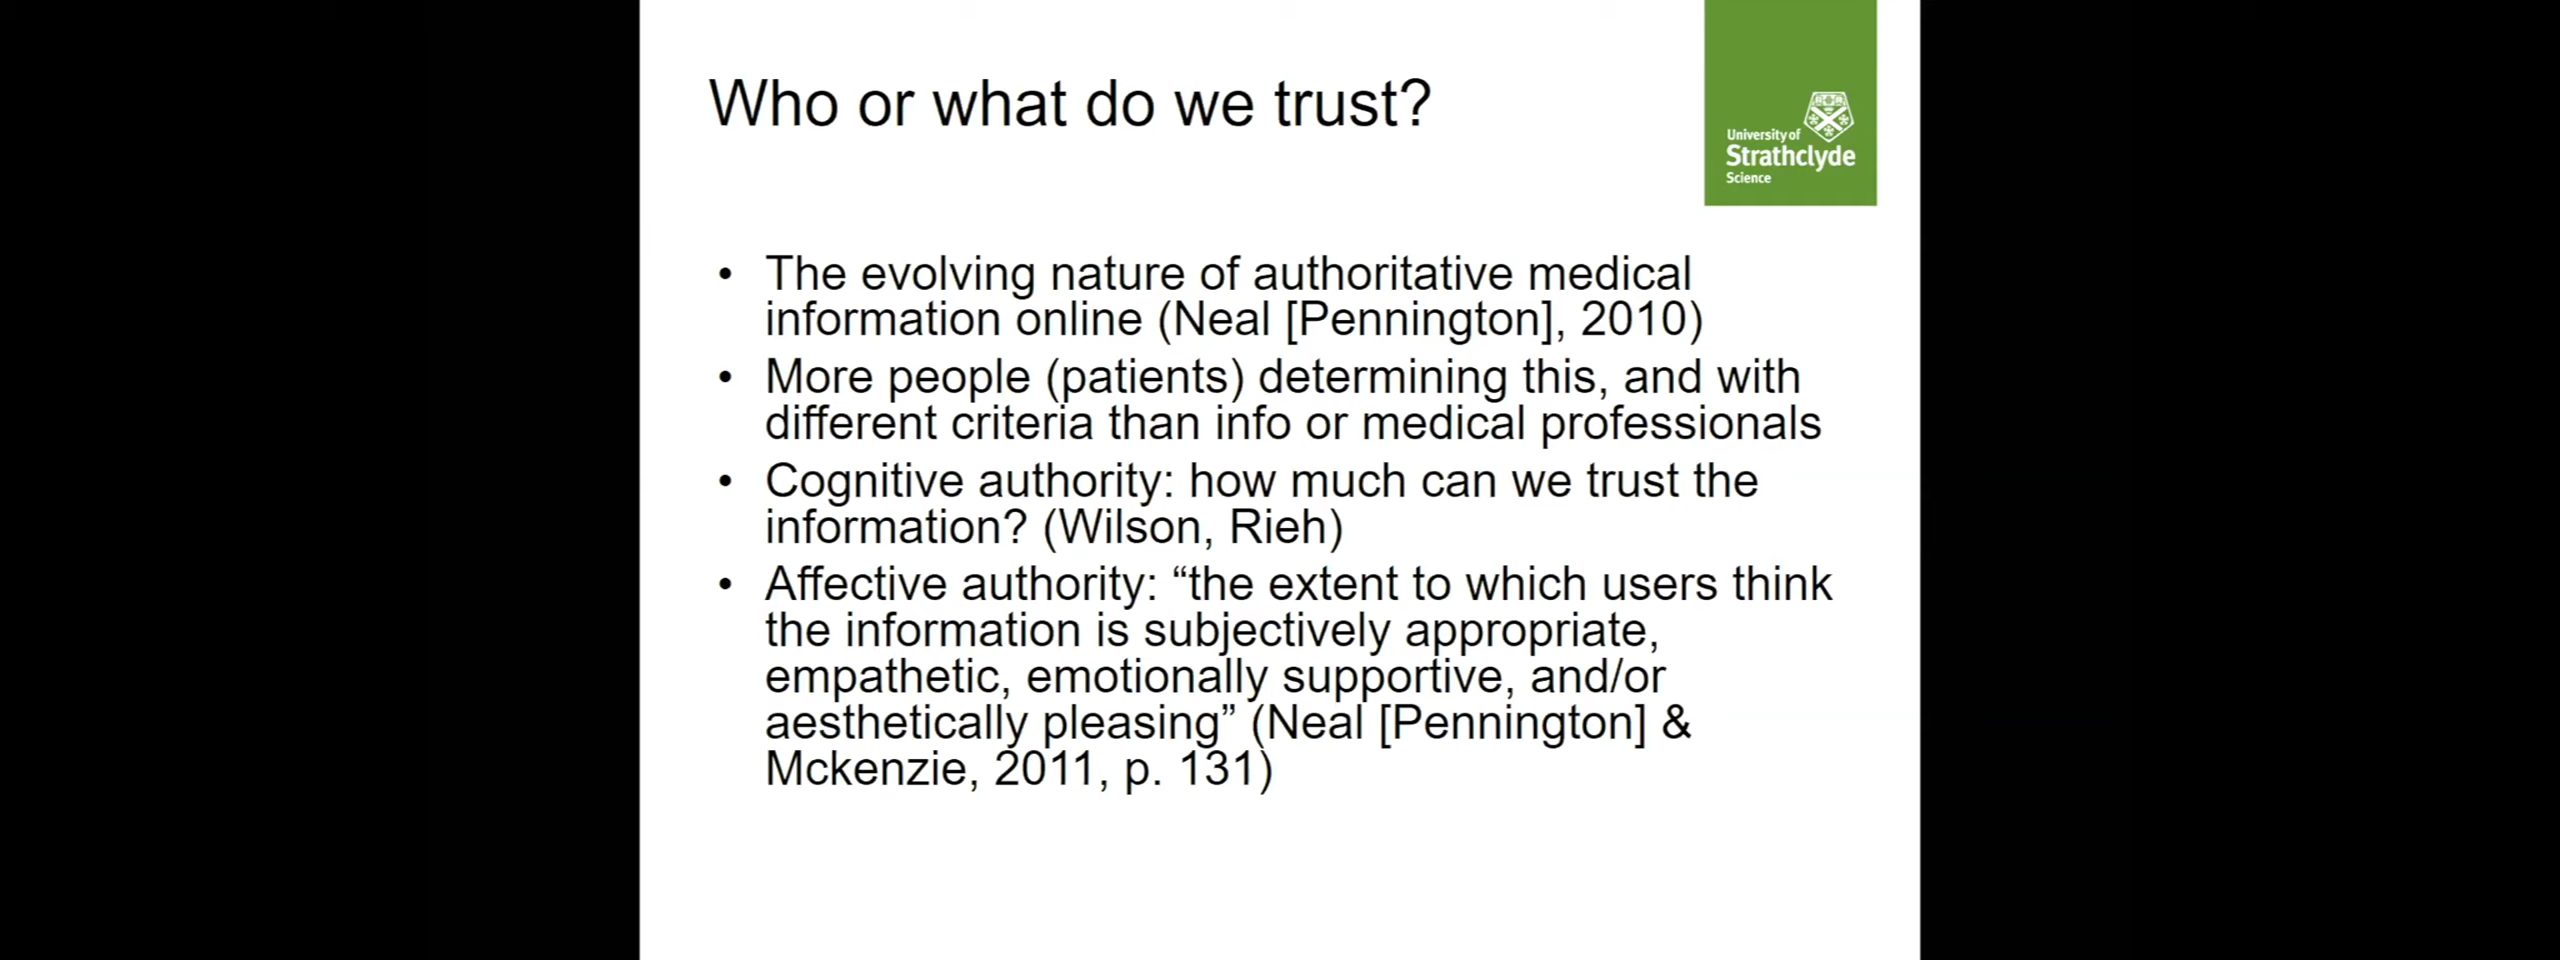 Who or what do we trust?
University of
Strathclyde
Science
• The evolving nature of authoritative medical
information online (Neal [Pennington], 2010)
• More people (patients) determining this, and with
different criteria than info or medical professionals
• Cognitive authority: how much can we trust the
information? (Wilson, Rieh)
• Affective authority: “the extent to which users think
the information is subjectively appropriate,
empathetic, emotionally supportive, and/or
aesthetically pleasing” (Neal [Pennington] &
Mckenzie, 2011, p. 131)